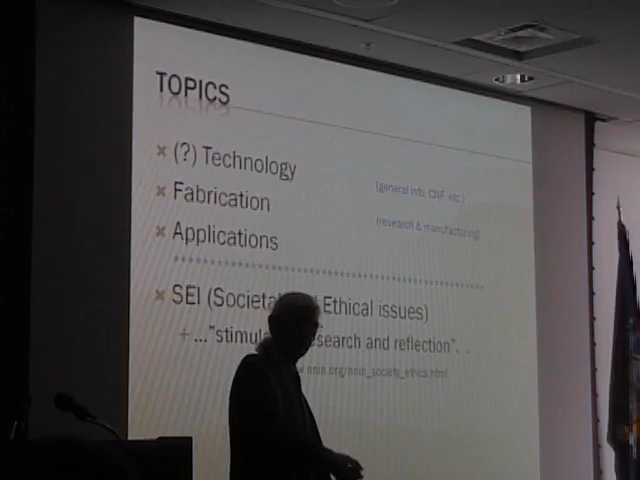 TOPICS
(?) Technology (general info, CNF, etc.)
Fabrication (research & manufacturing)
Applications
SEI (Societal Ethical issues)
+…"stimul research and reflection". . .
.nnin.org/nnin_society_ethics.html